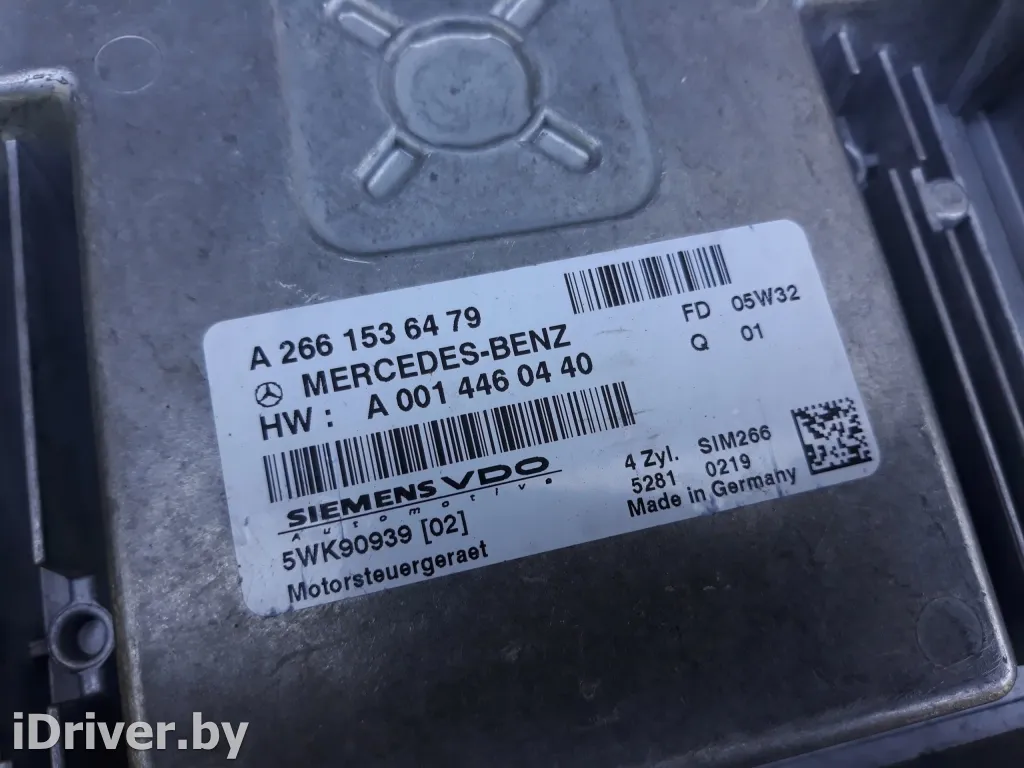 A 266 153 64 79
MERCEDES-BENZ
HW : A 001 446 04 40
FD 05W32
Q 01
SIEMENS VDO
Automotive
5WK90939 [02]
Motorsteuergeraet
4 Zyl. SIM266
5281 0219
Made in Germany
iDriver.by